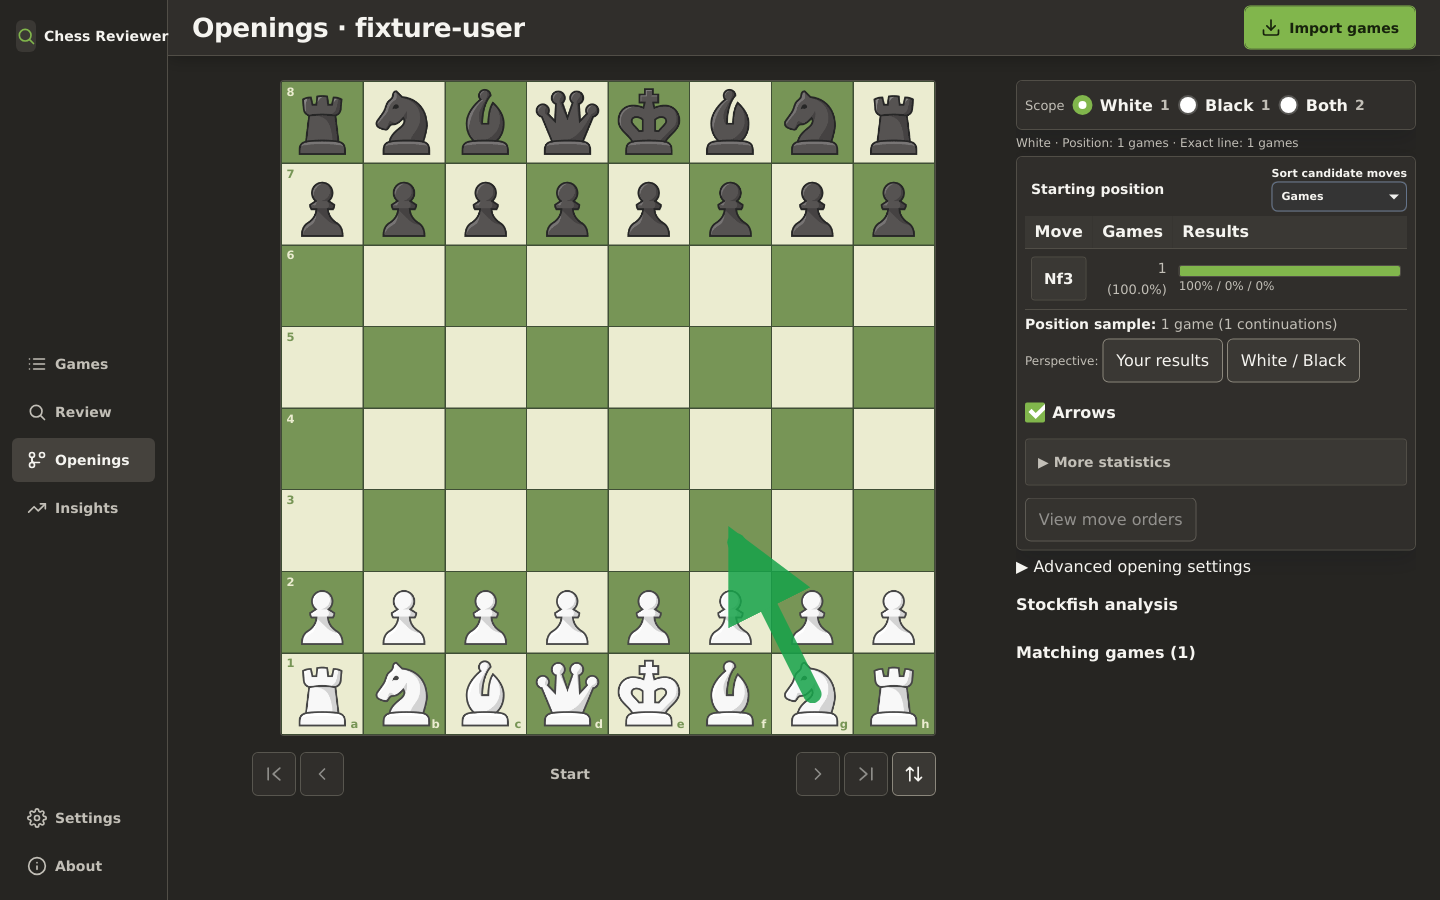 Chess Reviewer
Openings · fixture-user
Import games
Games
Review
Openings
Insights
Settings
About
8
7
6
5
4
3
2
1
a b c d e f g h
Start
Scope White 1 Black 1 Both 2
White · Position: 1 games · Exact line: 1 games
Starting position
Sort candidate moves
Games
Move Games Results
Nf3 1 (100.0%) 100% / 0% / 0%
Position sample: 1 game (1 continuations)
Perspective: Your results White / Black
Arrows
▶ More statistics
View move orders
▶ Advanced opening settings
Stockfish analysis
Matching games (1)